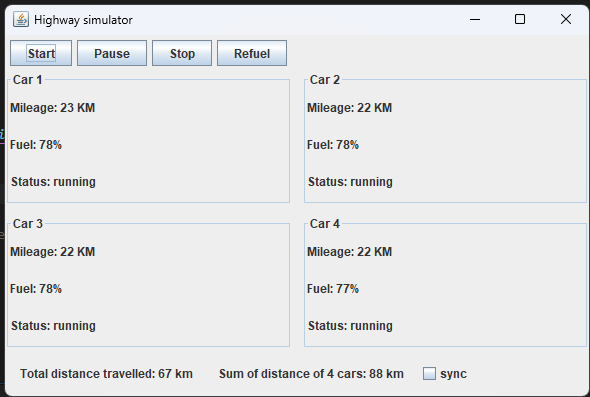 Highway simulator
Start Pause Stop Refuel
Car 1
Mileage: 23 KM
Fuel: 78%
Status: running
Car 2
Mileage: 22 KM
Fuel: 78%
Status: running
Car 3
Mileage: 22 KM
Fuel: 78%
Status: running
Car 4
Mileage: 22 KM
Fuel: 77%
Status: running
Total distance travelled: 67 km Sum of distance of 4 cars: 88 km sync